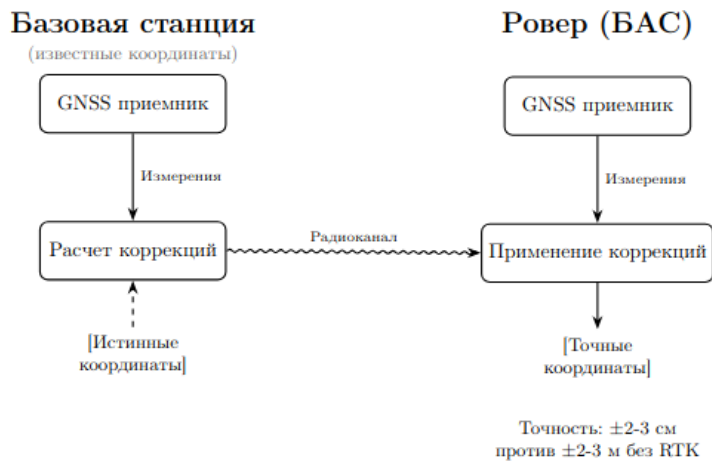 Базовая станция
(известные координаты)
GNSS приемник
Измерения
Расчет коррекций
[Истинные
координаты]
Радиоканал
Ровер (БАС)
GNSS приемник
Измерения
Применение коррекций
[Точные
координаты]
Точность: ±2-3 см
против ±2-3 м без RTK